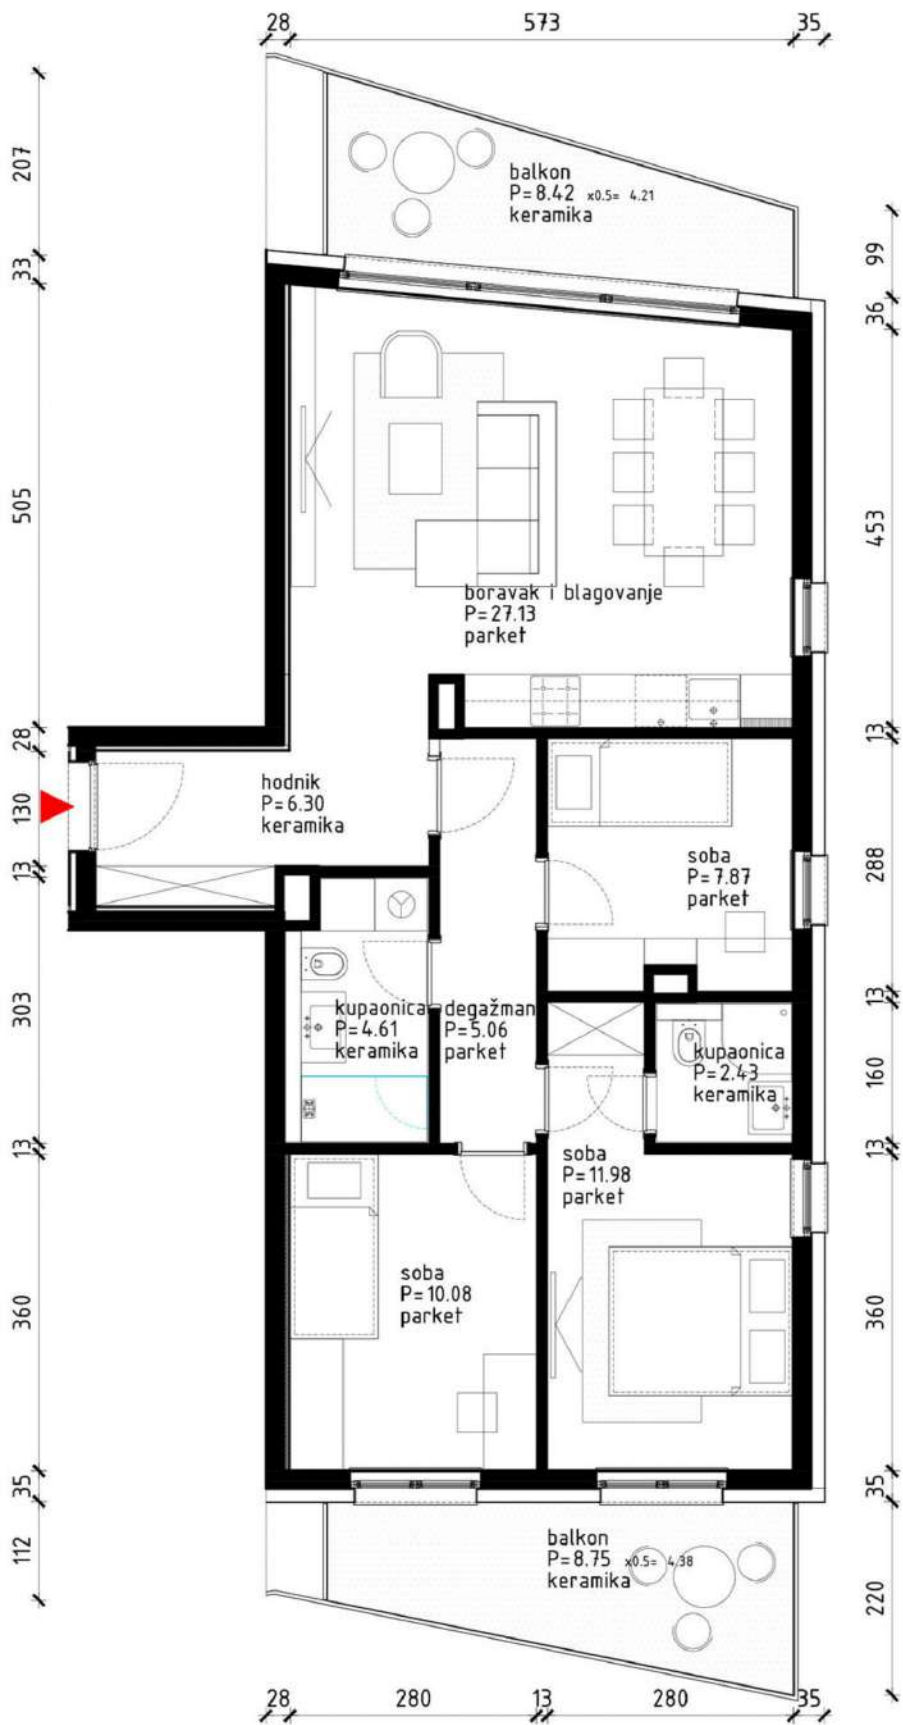 28 573 35
207
33
505
28
130
13
303
13
360
35
112
99
36
453
13
288
13
160
13
360
35
220
balkon
P=8.42 x0.5= 4.21
keramika
boravak i blagovanje
P=27.13
parket
hodnik
P=6.30
keramika
soba
P=7.87
parket
kupaonica
P=4.61
keramika
degažman
P=5.06
parket
kupaonica
P=2.43
keramika
soba
P=11.98
parket
soba
P=10.08
parket
balkon
P=8.75 x0.5= 4.38
keramika
28 280 13 280 35